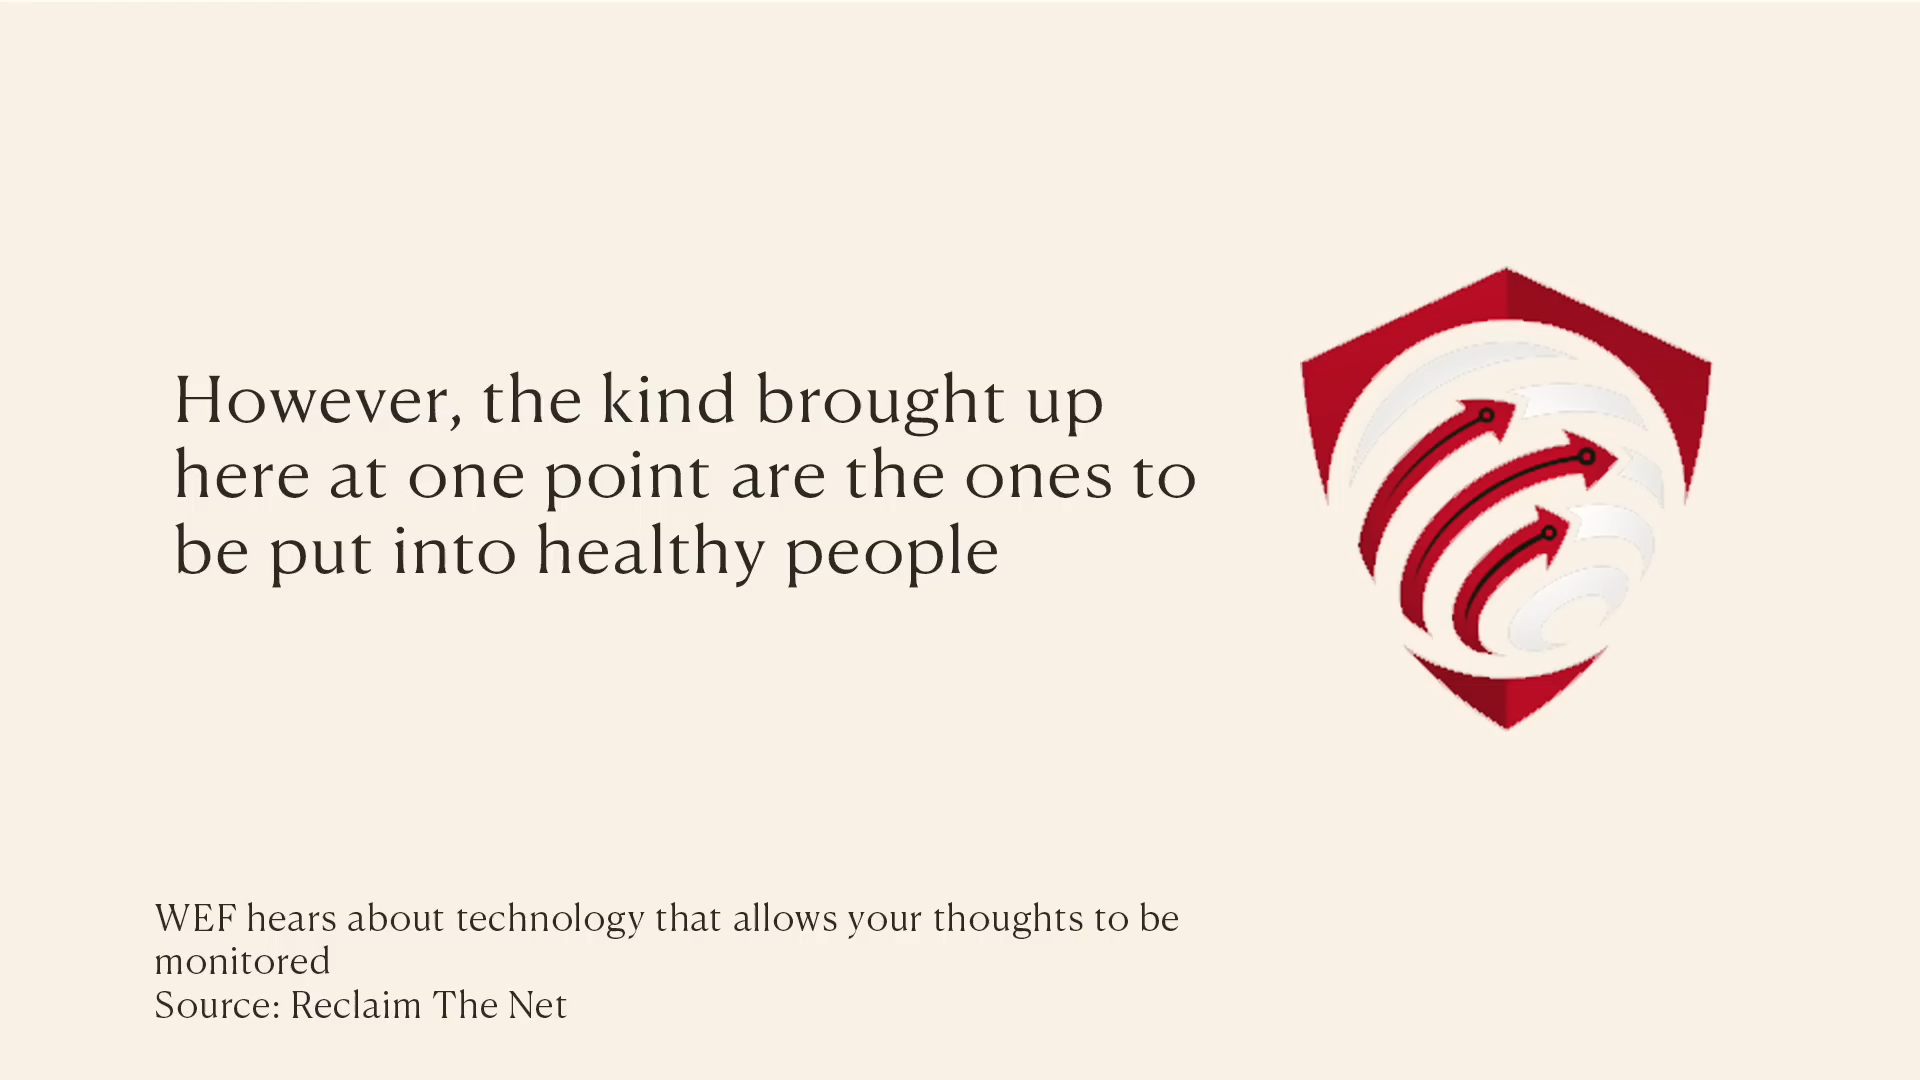 However, the kind brought up
here at one point are the ones to
be put into healthy people
WEF hears about technology that allows your thoughts to be
monitored
Source: Reclaim The Net